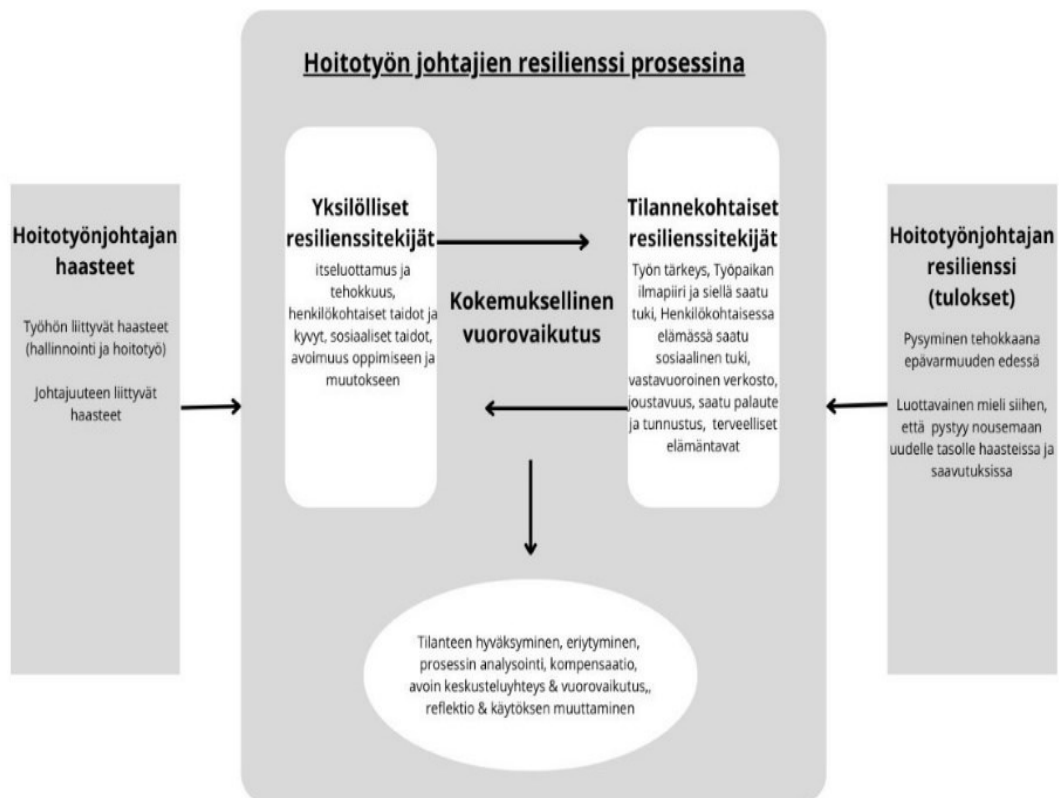 Hoitotyön johtajien resilienssi prosessina
Hoitotyönjohtajan
haasteet
Työhön liittyvät haasteet
(hallinnointi ja hoitotyö)
Johtajuuteen liittyvät
haasteet
Yksilölliset
resilienssitekijät
itseluottamus ja
tehokkuus,
henkilökohtaiset taidot ja
kyvyt, sosiaaliset taidot,
avoimuus oppimiseen ja
muutokseen
Kokemuksellinen
vuorovaikutus
Tilannekohtaiset
resilienssitekijät
Työn tärkeys, Työpaikan
ilmapiiri ja siellä saatu
tuki, Henkilökohtaisessa
elämässä saatu
sosiaalinen tuki,
vastavuoroinen verkosto,
joustavuus, saatu palaute
ja tunnustus, terveelliset
elämäntavat
Hoitotyönjohtajan
resilienssi
(tulokset)
Pysyminen tehokkaana
epävarmuuden edessä
Luottavainen mieli siihen,
että pystyy nousemaan
uudelle tasolle haasteissa ja
saavutuksissa
Tilanteen hyväksyminen, eriytyminen,
prosessin analysointi, kompensaatio,
avoin keskusteluyhteys & vuorovaikutus,,
reflektio & käytöksen muuttaminen